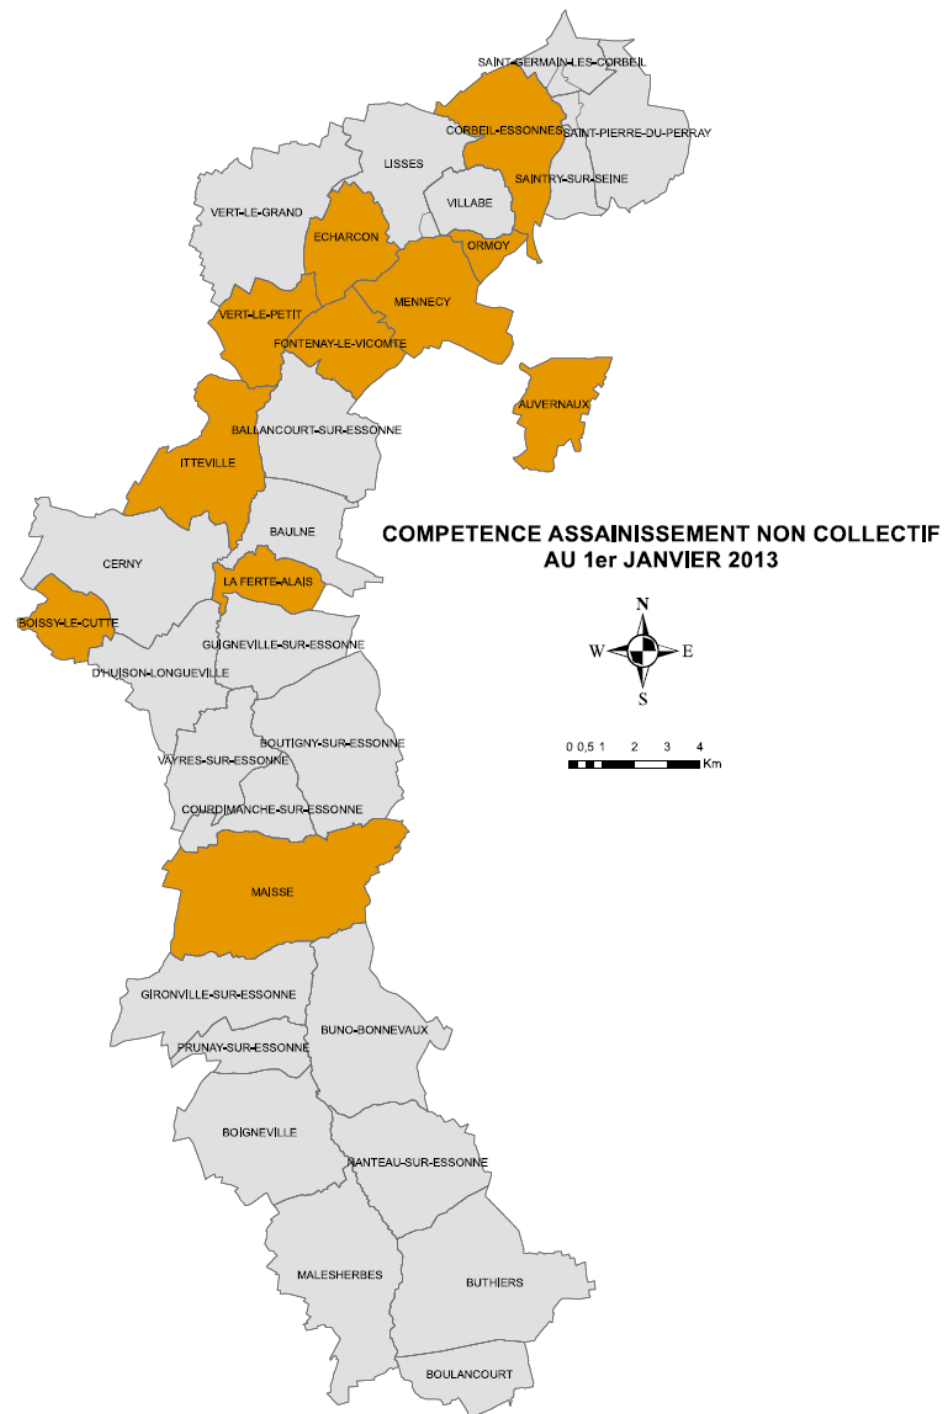 SAINT-GERMAIN-LES-CORBEIL
CORBEIL-ESSONNES
SAINT-PIERRE-DU-PERRAY
LISSES
SAINTRY-SUR-SEINE
VILLABE
VERT-LE-GRAND
ECHARCON
ORMOY
MENNECY
VERT-LE-PETIT
FONTENAY-LE-VICOMTE
AUVERNAUX
BALLANCOURT-SUR-ESSONNE
ITTEVILLE
BAULNE
COMPETENCE ASSAINISSEMENT NON COLLECTIF
AU 1er JANVIER 2013
CERNY
LA FERTE-ALAIS
BOISSY-LE-CUTTE
N
GUIGNEVILLE-SUR-ESSONNE
W E
D'HUISON-LONGUEVILLE
S
BOUTIGNY-SUR-ESSONNE
0 0,5 1 2 3 4
Km
VAYRES-SUR-ESSONNE
COURDIMANCHE-SUR-ESSONNE
MAISSE
GIRONVILLE-SUR-ESSONNE
BUNO-BONNEVAUX
PRUNAY-SUR-ESSONNE
BOIGNEVILLE
NANTEAU-SUR-ESSONNE
MALESHERBES
BUTHIERS
BOULANCOURT